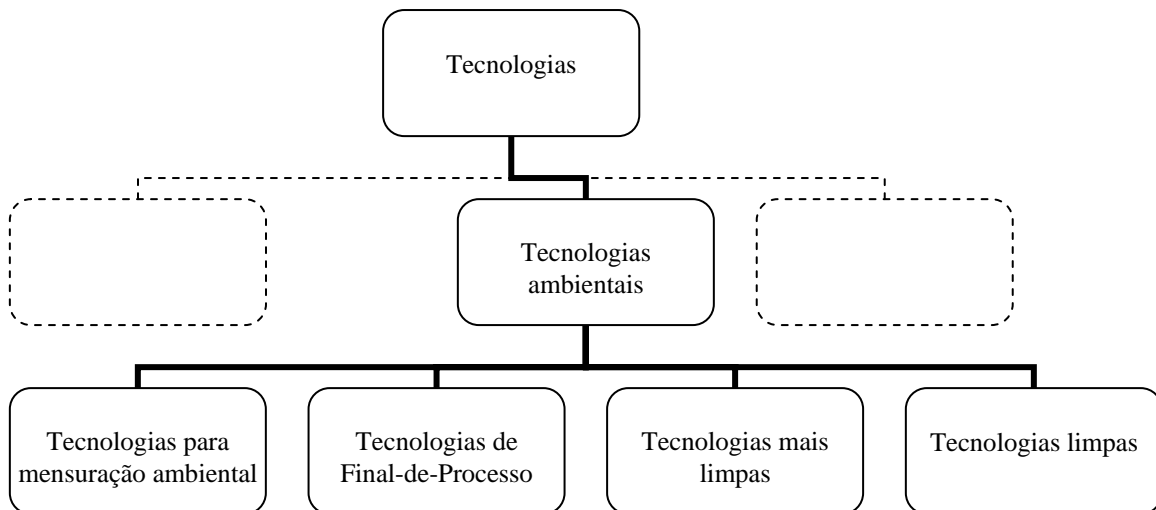 Tecnologias
Tecnologias
ambientais
Tecnologias para
mensuração ambiental
Tecnologias de
Final-de-Processo
Tecnologias mais
limpas
Tecnologias limpas